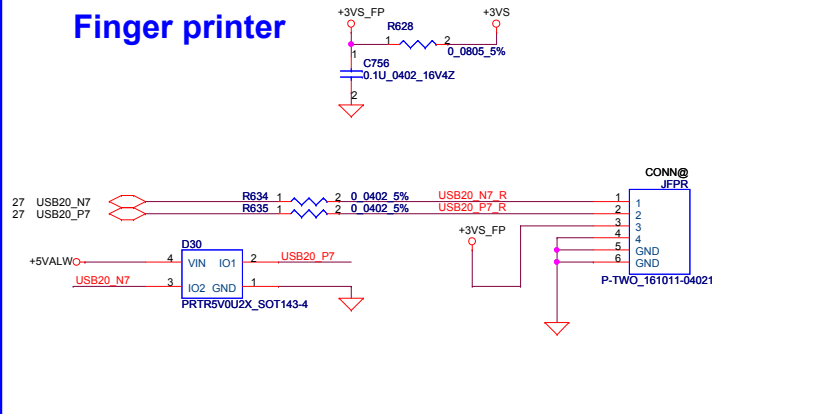 Finger printer
+3VS_FP
+3VS
R628
1
2
0_0805_5%
1
C756
0.1U_0402_16V4Z
2
CONN@
JFPR
27 USB20_N7
R634 1 2 0_0402_5%
USB20_N7_R
1 1
27 USB20_P7
R635 1 2 0_0402_5%
USB20_P7_R
2 2
3 3
4 4
5 GND
6 GND
P-TWO_161011-04021
+3VS_FP
D30
+5VALW
4 VIN IO1 2
USB20_P7
USB20_N7
3 IO2 GND 1
PRTR5V0U2X_SOT143-4